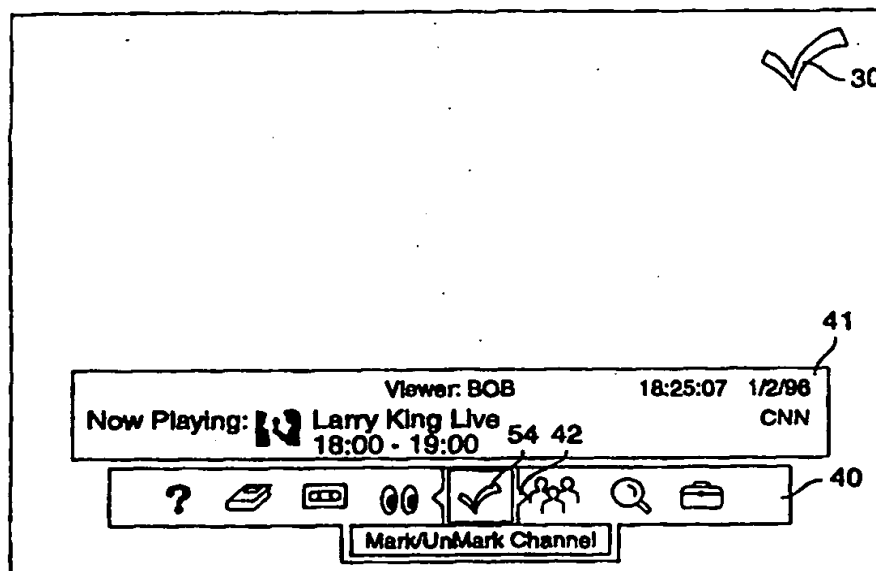 30
41
Viewer: BOB 18:25:07 1/2/96
Now Playing: Larry King Live CNN
18:00 - 19:00 54 42
? 40
Mark/UnMark Channel